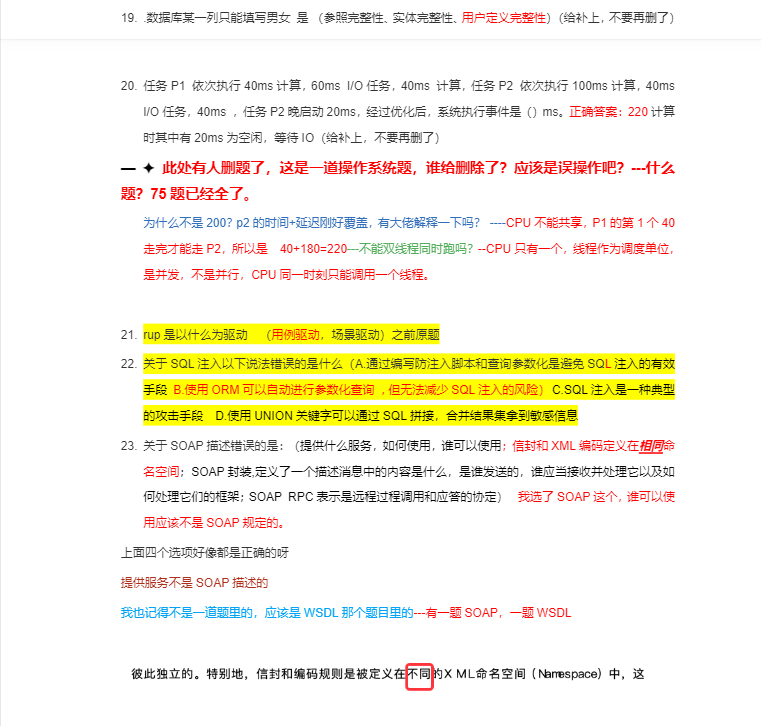 19. .数据库某一列只能填写男女 是 （参照完整性、实体完整性、用户定义完整性）（给补上，不要再删了）
20. 任务 P1 依次执行 40ms 计算，60ms I/O 任务，40ms 计算，任务 P2 依次执行 100ms 计算，40ms
I/O 任务，40ms ，任务 P2 晚启动 20ms，经过优化后，系统执行事件是（）ms。正确答案：220 计算
时其中有 20ms 为空闲，等待 IO（给补上，不要再删了）
— ✦ 此处有人删题了，这是一道操作系统题，谁给删除了？应该是误操作吧？---什么
题？75 题已经全了。
为什么不是 200？p2 的时间+延迟刚好覆盖，有大佬解释一下吗？ ----CPU 不能共享，P1 的第 1 个 40
走完才能走 P2，所以是 40+180=220---不能双线程同时跑吗？--CPU 只有一个，线程作为调度单位，
是并发，不是并行，CPU 同一时刻只能调用一个线程。
21. rup 是以什么为驱动 （用例驱动，场景驱动）之前原题
22. 关于 SQL 注入以下说法错误的是什么（A.通过编写防注入脚本和查询参数化是避免 SQL 注入的有效
手段 B.使用 ORM 可以自动进行参数化查询 ，但无法减少 SQL 注入的风险）C.SQL 注入是一种典型
的攻击手段 D.使用 UNION 关键字可以通过 SQL 拼接，合并结果集拿到敏感信息
23. 关于 SOAP 描述错误的是：（提供什么服务，如何使用，谁可以使用；信封和 XML 编码定义在相同命
名空间；SOAP 封装,定义了一个描述消息中的内容是什么，是谁发送的，谁应当接收并处理它以及如
何处理它们的框架；SOAP RPC 表示是远程过程调用和应答的协定） 我选了 SOAP 这个，谁可以使
用应该不是 SOAP 规定的。
上面四个选项好像都是正确的呀
提供服务不是 SOAP 描述的
我也记得不是一道题里的，应该是 WSDL 那个题目里的---有一题 SOAP，一题 WSDL
彼此独立的。特别地，信封和编码规则是被定义在不同的X ML命名空间（Namespace）中，这